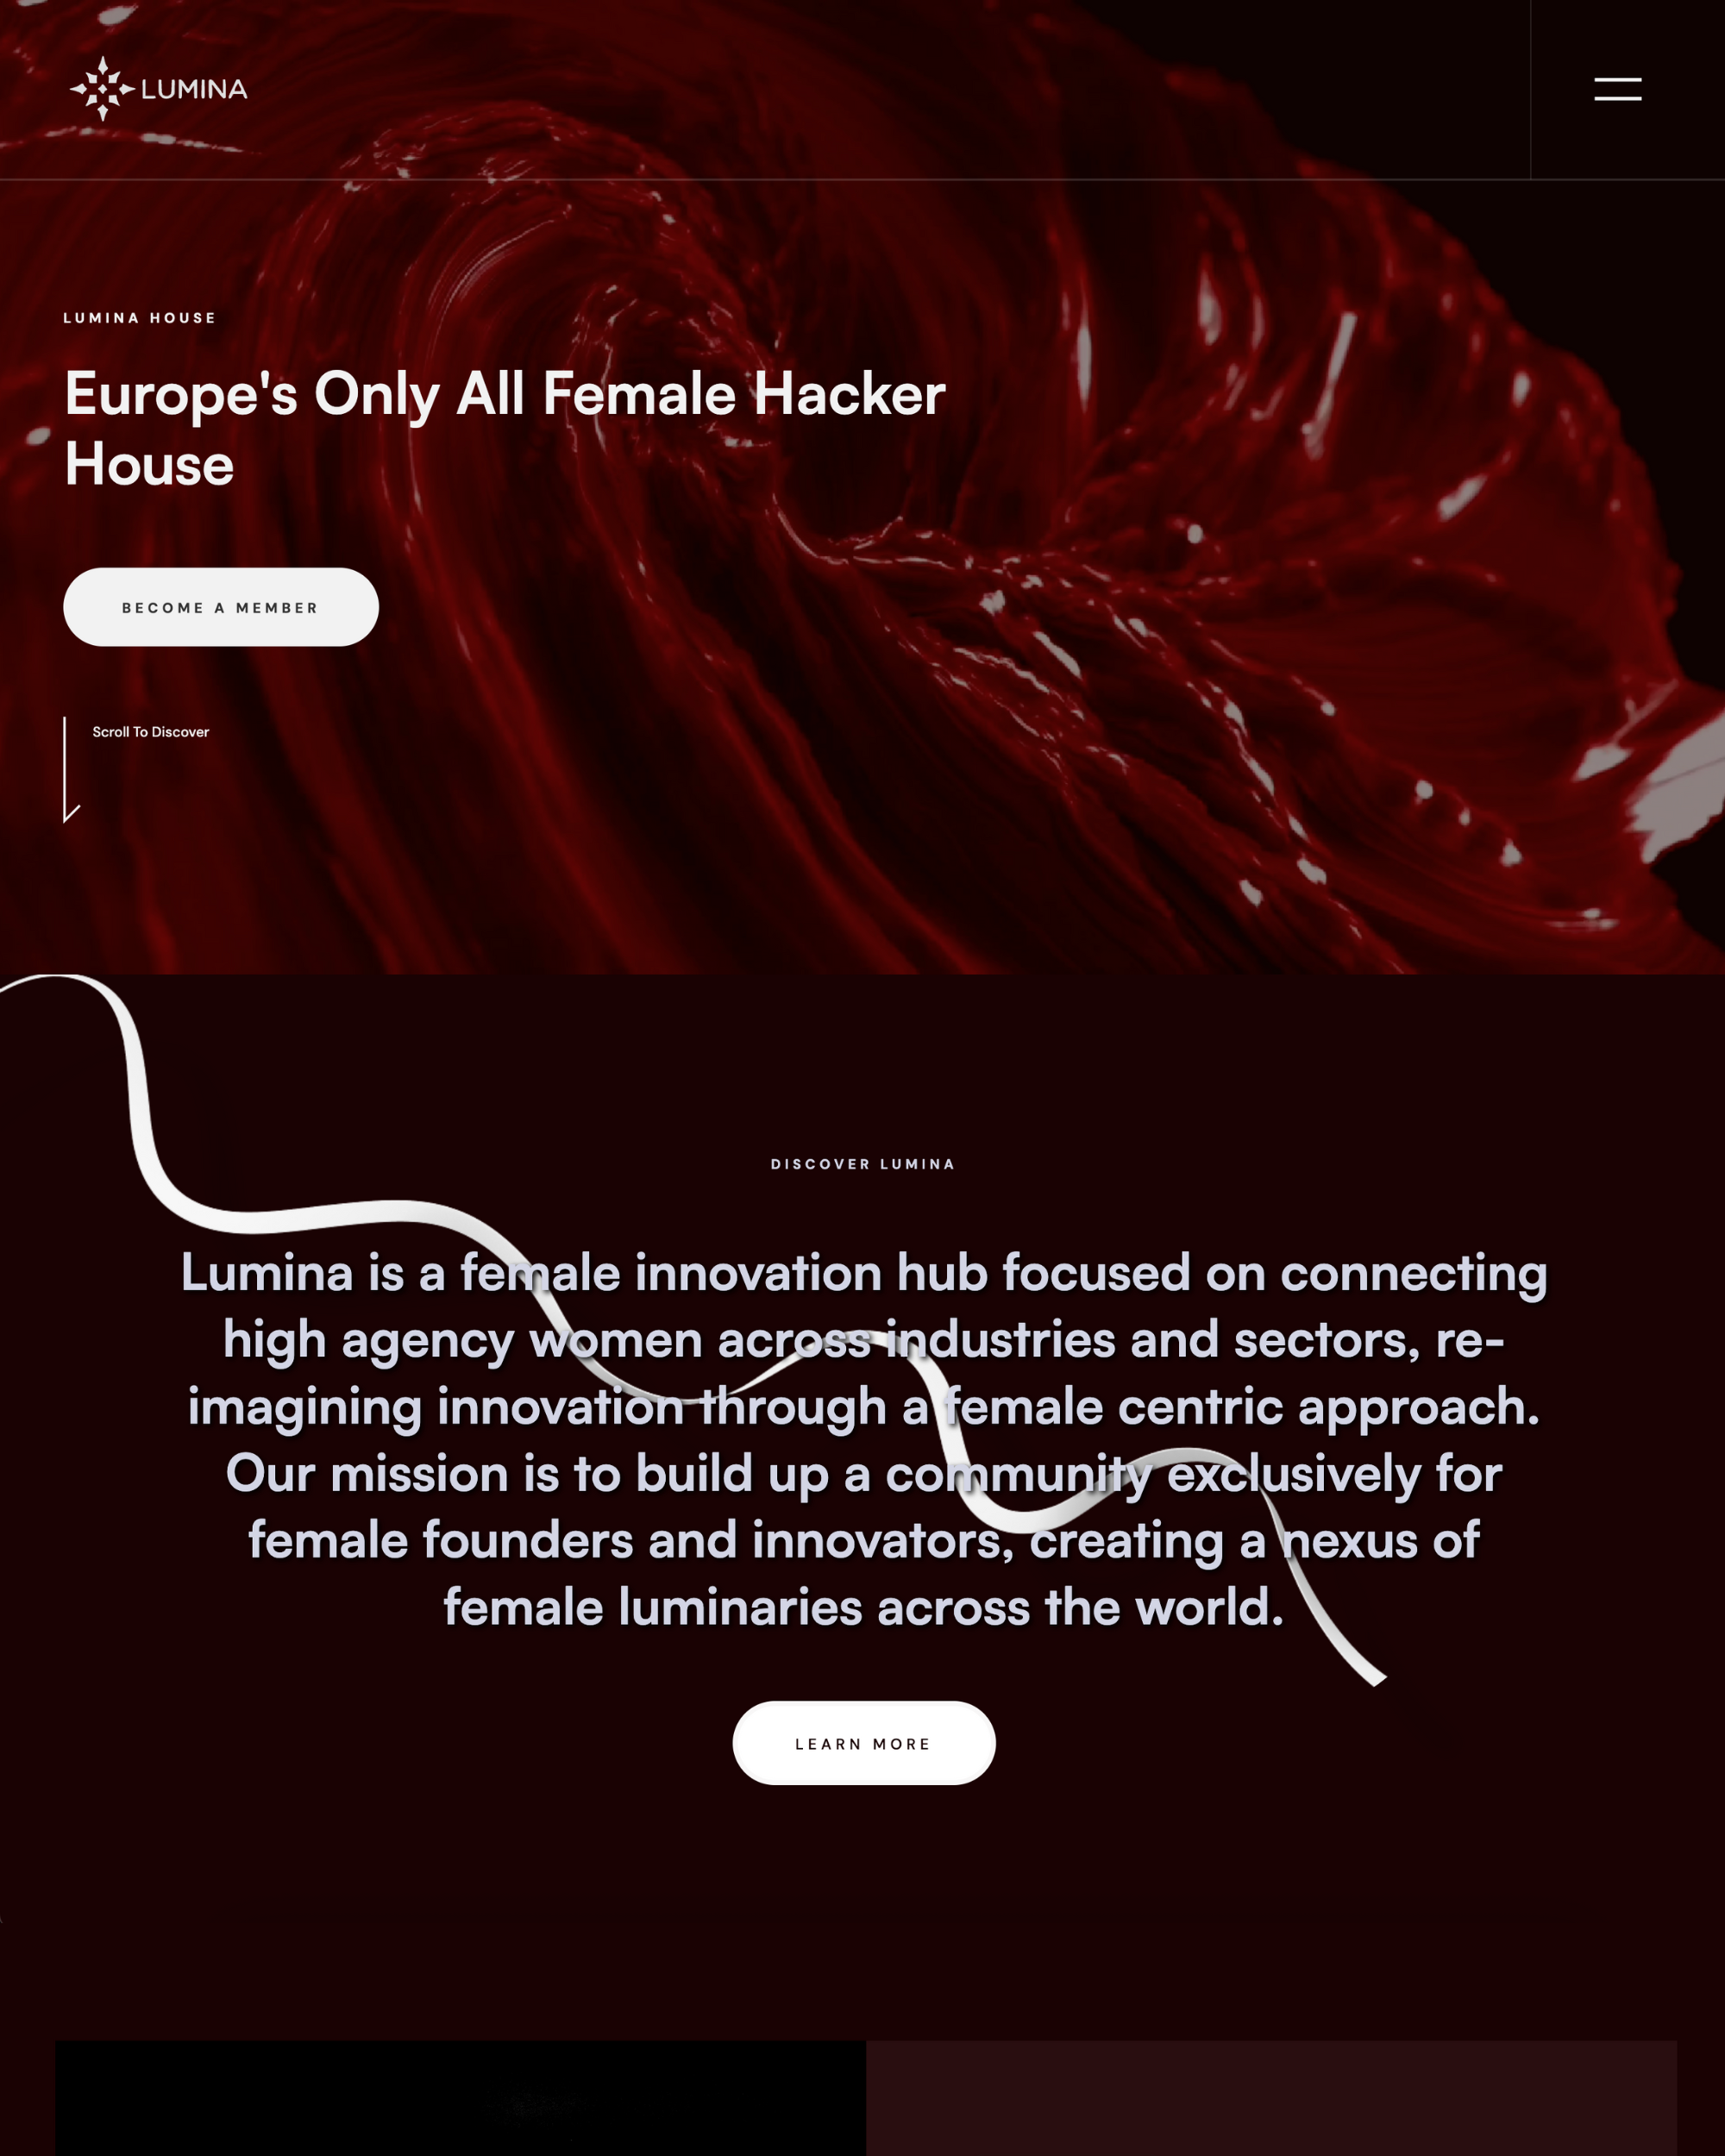 LUMINA
LUMINA HOUSE
Europe's Only All Female Hacker
House
BECOME A MEMBER
Scroll To Discover
DISCOVER LUMINA
Lumina is a female innovation hub focused on connecting
high agency women across industries and sectors, re-
imagining innovation through a female centric approach.
Our mission is to build up a community exclusively for
female founders and innovators, creating a nexus of
female luminaries across the world.
LEARN MORE